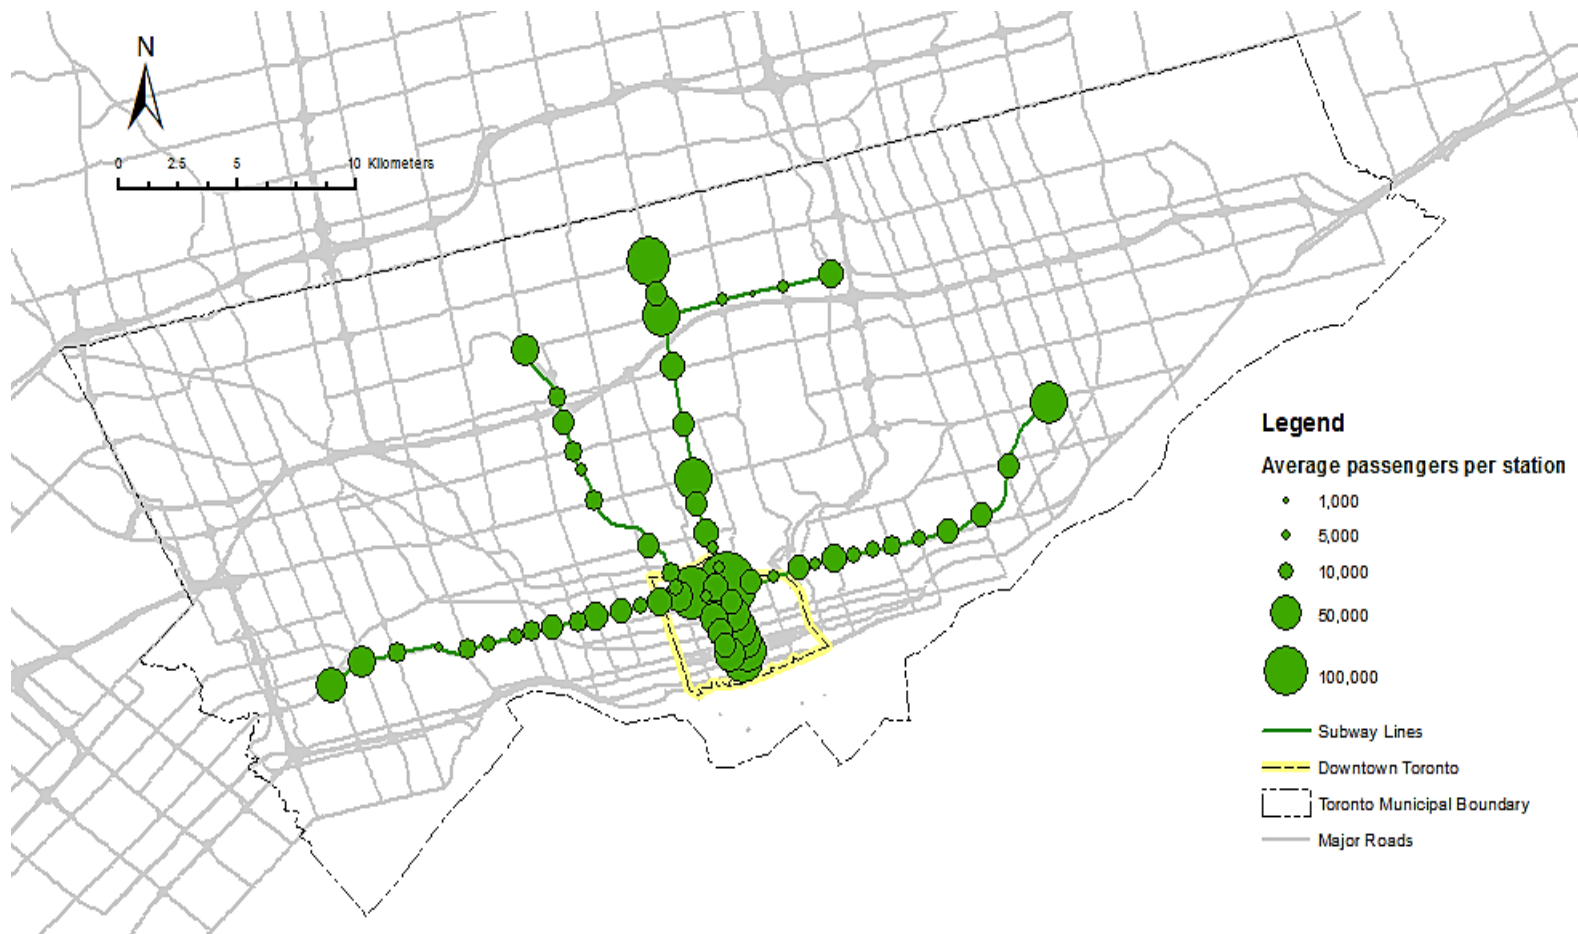 N
0 2.5 5 10 Kilometers
Legend
Average passengers per station
1,000
5,000
10,000
50,000
100,000
Subway Lines
Downtown Toronto
Toronto Municipal Boundary
Major Roads